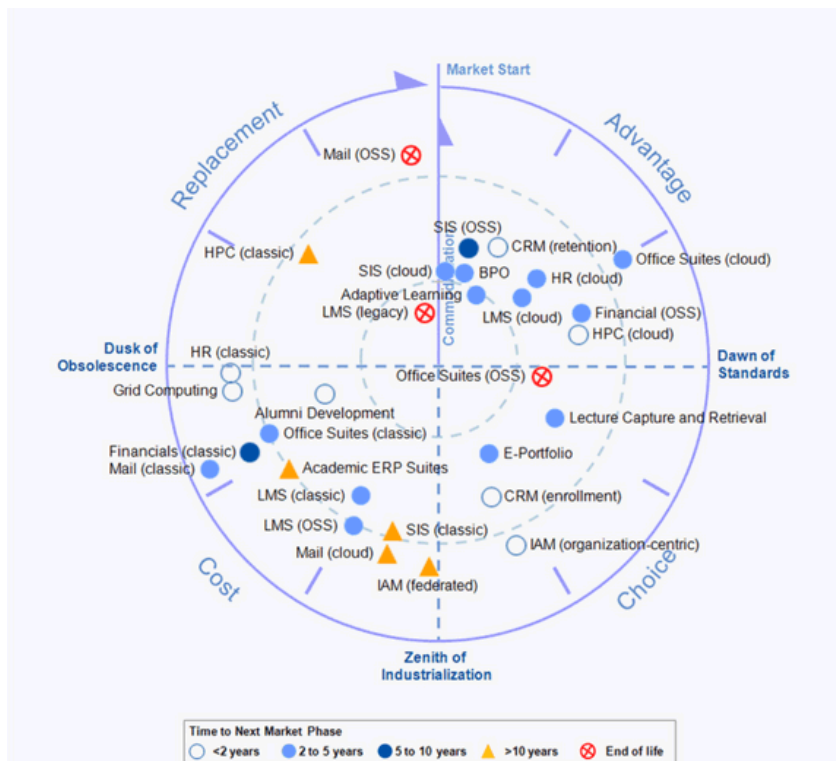 Market Start
Replacement
Advantage
Mail (OSS)
SIS (OSS)
CRM (retention)
HPC (classic)
Office Suites (cloud)
SIS (cloud)
BPO
HR (cloud)
Adaptive Learning
LMS (legacy)
LMS (cloud)
Financial (OSS)
HPC (cloud)
Dusk of
Obsolescence
HR (classic)
Dawn of
Standards
Office Suites (OSS)
Grid Computing
Alumni Development
Lecture Capture and Retrieval
Office Suites (classic)
Financials (classic)
E-Portfolio
Mail (classic)
Academic ERP Suites
LMS (classic)
CRM (enrollment)
LMS (OSS)
SIS (classic)
Mail (cloud)
IAM (organization-centric)
IAM (federated)
Cost
Choice
Zenith of
Industrialization
Time to Next Market Phase
<2 years
2 to 5 years
5 to 10 years
>10 years
End of life